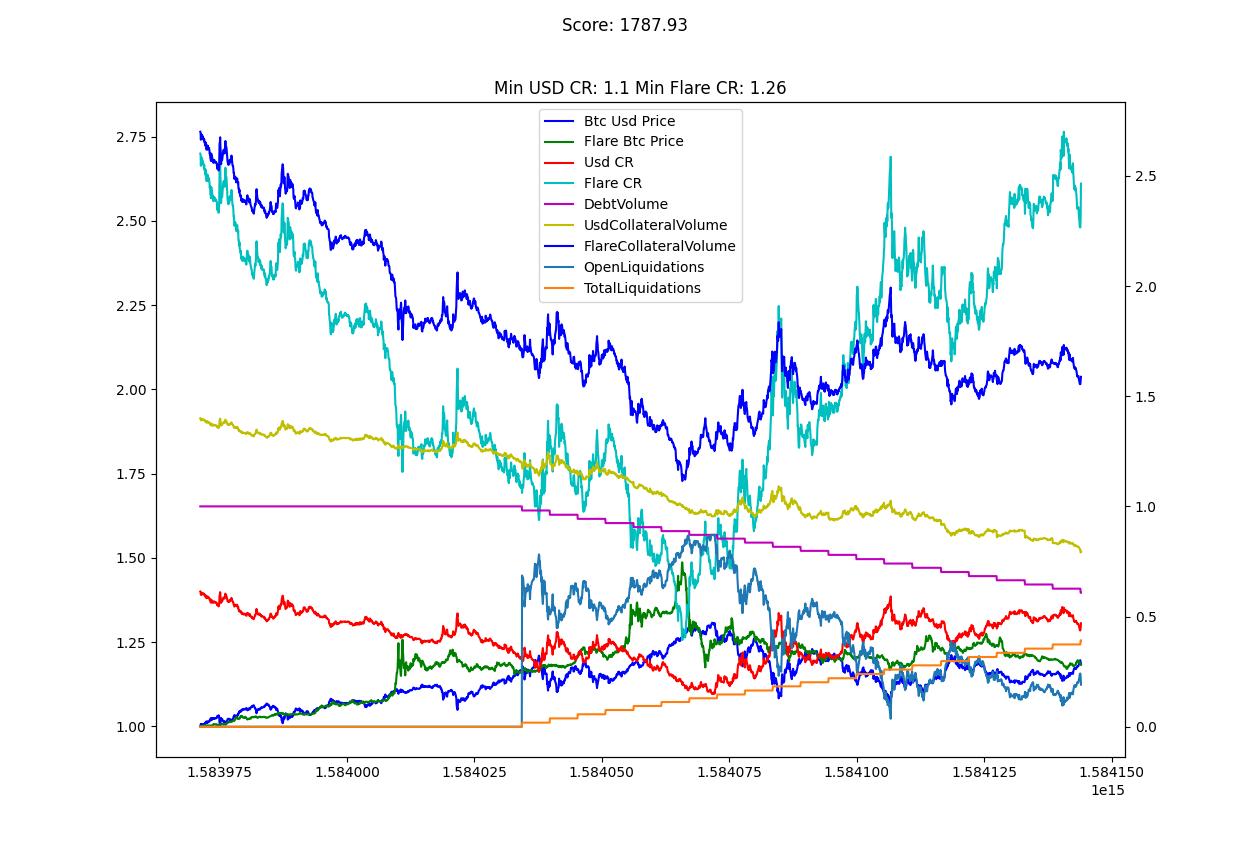 Score: 1787.93
Min USD CR: 1.1 Min Flare CR: 1.26
Btc Usd Price
Flare Btc Price
Usd CR
Flare CR
DebtVolume
UsdCollateralVolume
FlareCollateralVolume
OpenLiquidations
TotalLiquidations
2.75
2.50
2.25
2.00
1.75
1.50
1.25
1.00
2.5
2.0
1.5
1.0
0.5
0.0
1.583975
1.584000
1.584025
1.584050
1.584075
1.584100
1.584125
1.584150
1e15